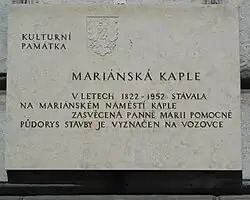 KULTURNÍ
PAMÁTKA
MARIÁNSKÁ KAPLE
V LETECH 1822-1952 STÁVALA
NA MARIÁNSKÉM NÁMĚSTÍ KAPLE
ZASVĚCENÁ PANNĚ MARII POMOCNÉ
PŮDORYS STAVBY JE VYZNAČEN NA VOZOVCE